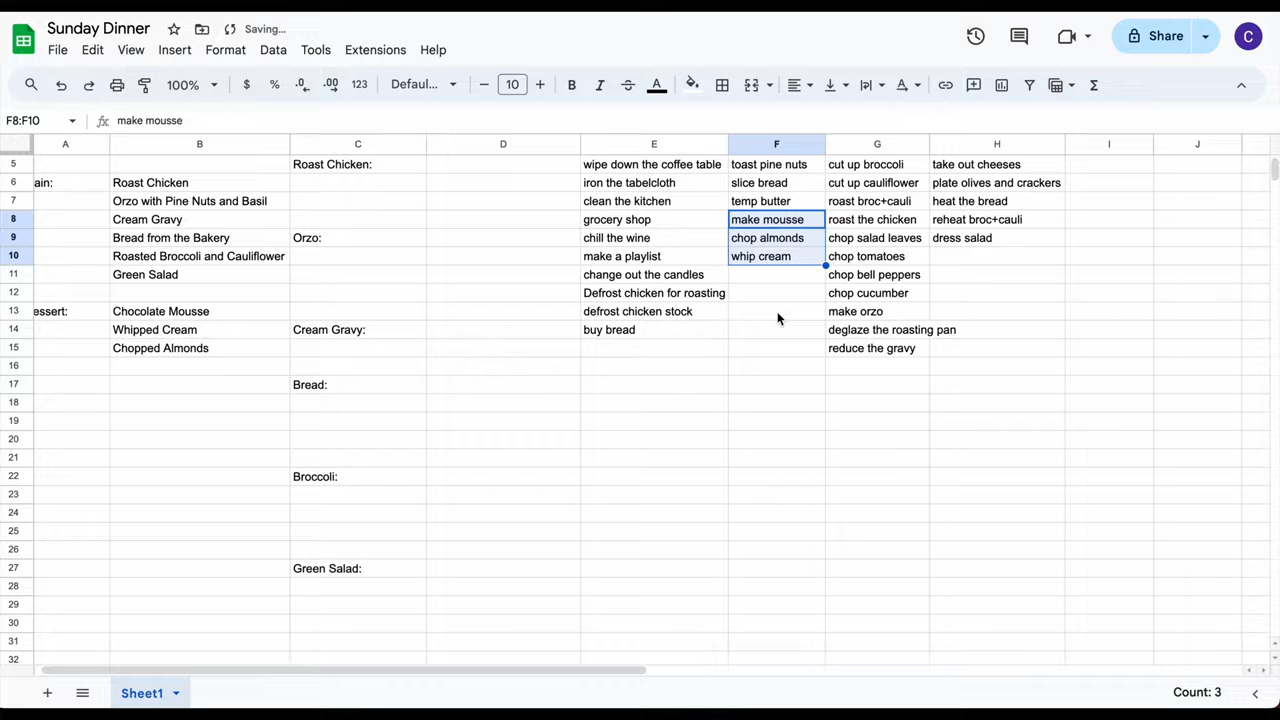 Sunday Dinner Saving...
File Edit View Insert Format Data Tools Extensions Help
Share C
100% $ % .0 .00 123 Defaul... 10 B I A
F8:F10 fx make mousse
A B C D E F G H I J
5 Roast Chicken: wipe down the coffee table toast pine nuts cut up broccoli take out cheeses
6 ain: Roast Chicken iron the tabelcloth slice bread cut up cauliflower plate olives and crackers
7 Orzo with Pine Nuts and Basil clean the kitchen temp butter roast broc+cauli heat the bread
8 Cream Gravy grocery shop make mousse roast the chicken reheat broc+cauli
9 Bread from the Bakery Orzo: chill the wine chop almonds chop salad leaves dress salad
10 Roasted Broccoli and Cauliflower make a playlist whip cream chop tomatoes
11 Green Salad change out the candles chop bell peppers
12 Defrost chicken for roasting chop cucumber
13 essert: Chocolate Mousse defrost chicken stock make orzo
14 Whipped Cream Cream Gravy: buy bread deglaze the roasting pan
15 Chopped Almonds reduce the gravy
16
17 Bread:
18
19
20
21
22 Broccoli:
23
24
25
26
27 Green Salad:
28
29
30
31
32
Sheet1 Count: 3